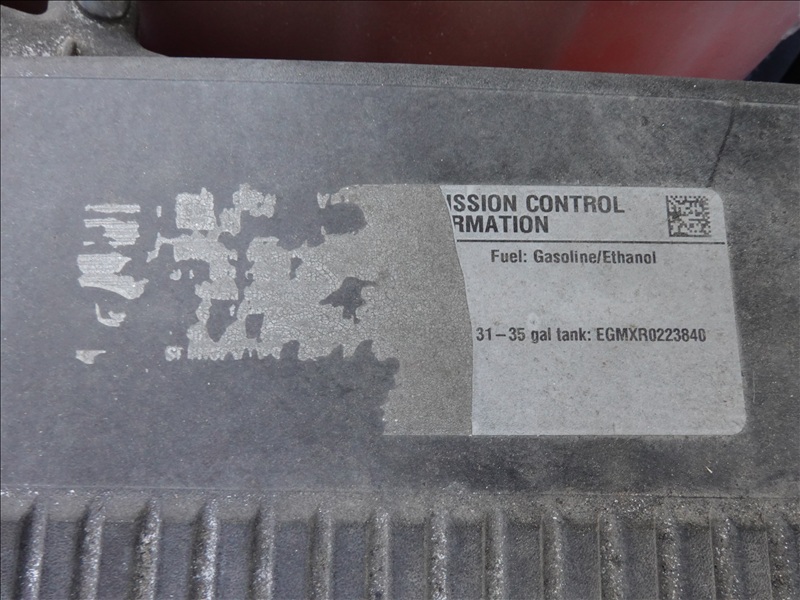 ISSION CONTROL
RMATION
Fuel: Gasoline/Ethanol
31–35 gal tank: EGMXR0223840